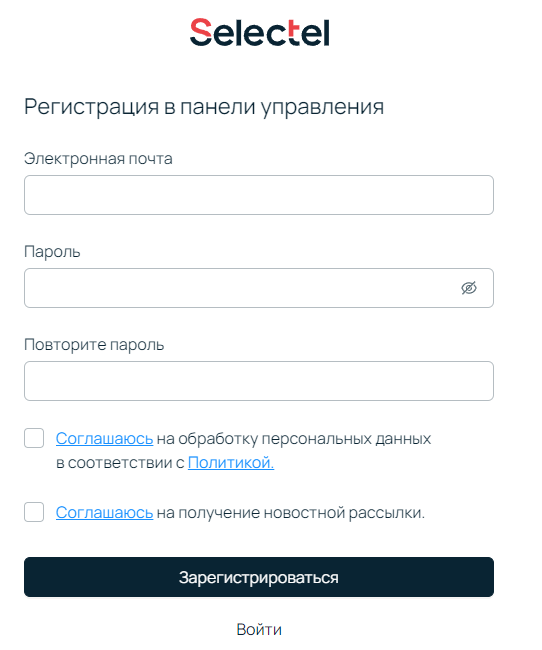 Selectel
Регистрация в панели управления
Электронная почта
Пароль
Повторите пароль
Соглашаюсь на обработку персональных данных
в соответствии с Политикой.
Соглашаюсь на получение новостной рассылки.
Зарегистрироваться
Войти